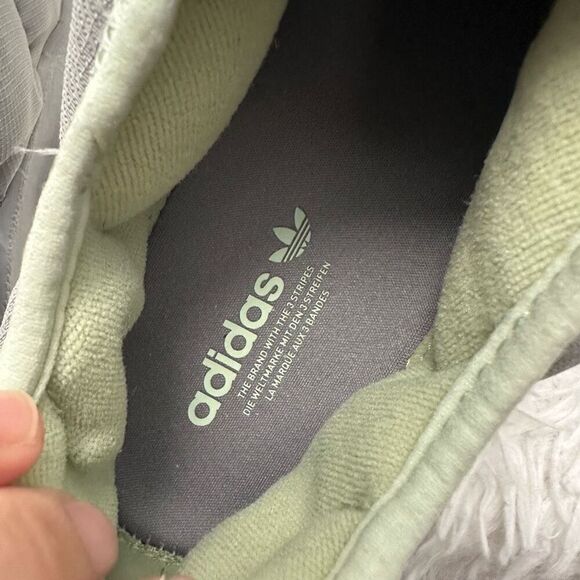 adidas
THE BRAND WITH THE 3 STRIPES
DIE WELTMARKE MIT DEN 3 STREIFEN
LA MARQUE AUX 3 BANDES